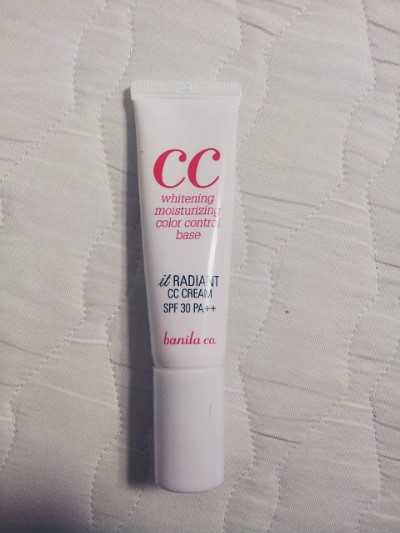 CC
whitening
moisturizing
color control
base
it RADIANT
CC CREAM
SPF 30 PA++
banila co.